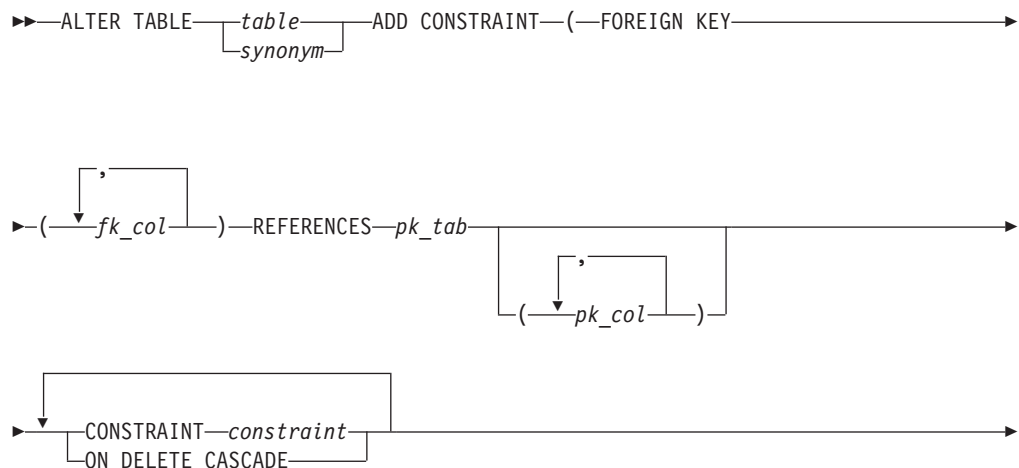 ALTER TABLE table ADD CONSTRAINT ( FOREIGN KEY
synonym
,
( fk_col ) REFERENCES pk_tab
,
( pk_col )
CONSTRAINT constraint
ON DELETE CASCADE